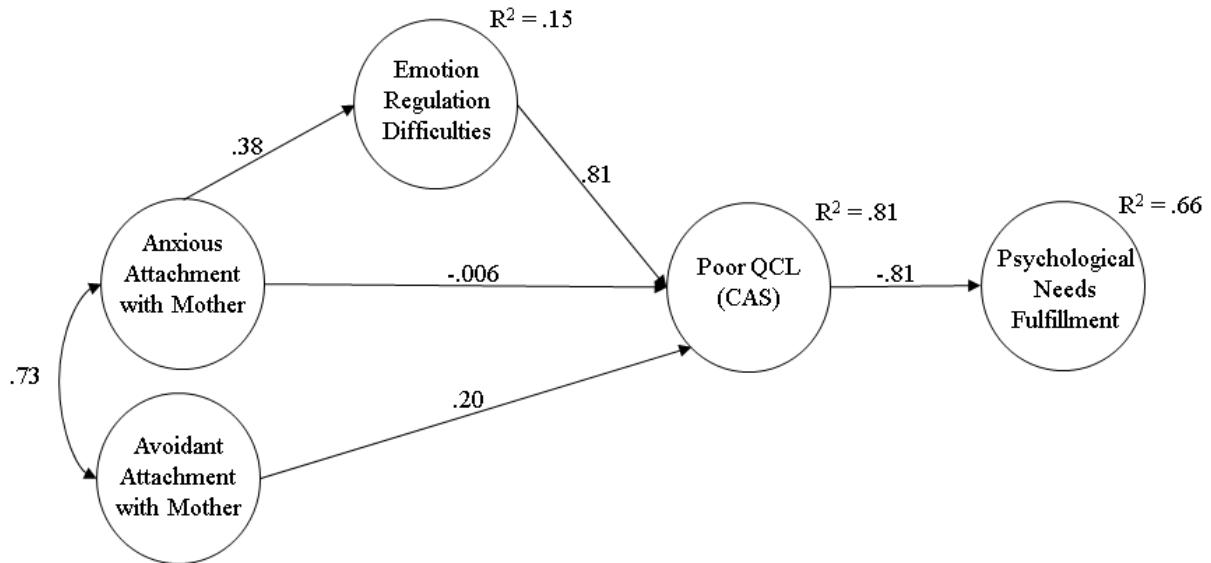 R² = .15
Emotion
Regulation
Difficulties
.38
.81
R² = .81
R² = .66
Anxious
Attachment
with Mother
-.006
Poor QCL
(CAS)
-.81
Psychological
Needs
Fulfillment
.73
.20
Avoidant
Attachment
with Mother